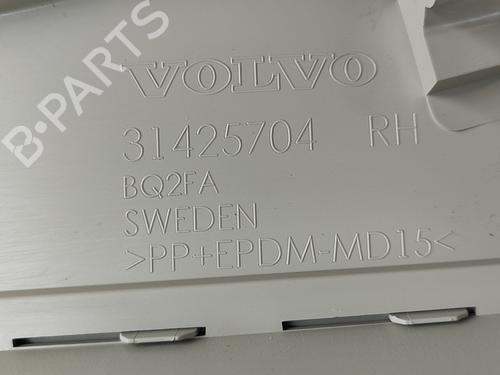 B-PARTS
VOLVO
31425704 RH
BQ2FA
SWEDEN
>PP+EPDM-MD15<